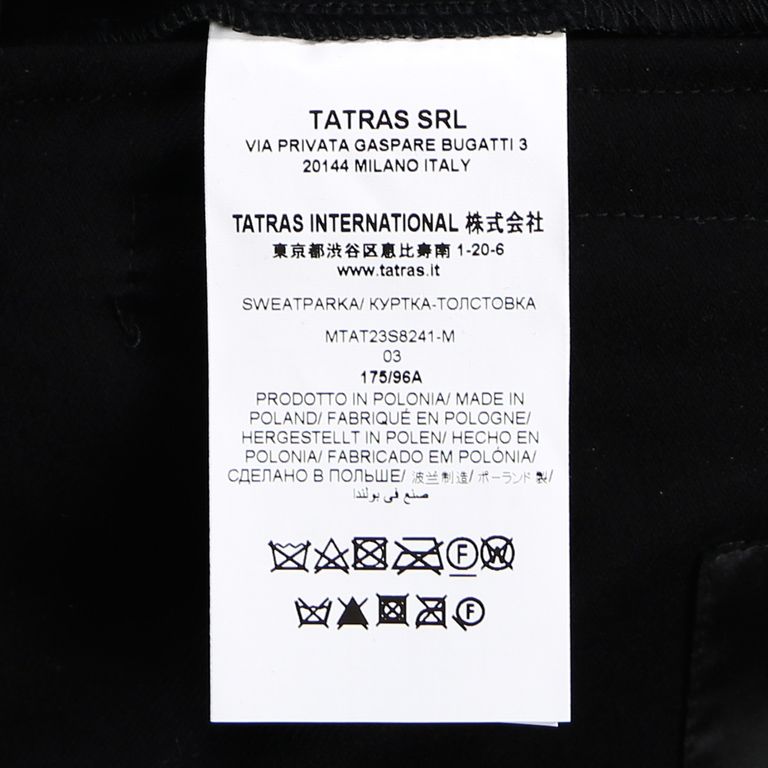 TATRAS SRL
VIA PRIVATA GASPARE BUGATTI 3
20144 MILANO ITALY
TATRAS INTERNATIONAL 株式会社
東京都渋谷区恵比寿南 1-20-6
www.tatras.it
SWEATPARKA/ КУРТКА-ТОЛСТОВКА
MTAT23S8241-M
03
175/96A
PRODOTTO IN POLONIA/ MADE IN
POLAND/ FABRIQUÉ EN POLOGNE/
HERGESTELLT IN POLEN/ HECHO EN
POLONIA/ FABRICADO EM POLÓNIA/
СДЕЛАНО В ПОЛЬШЕ/ 波兰制造/ ポーランド 製/
صنع في بولندا
F W
F